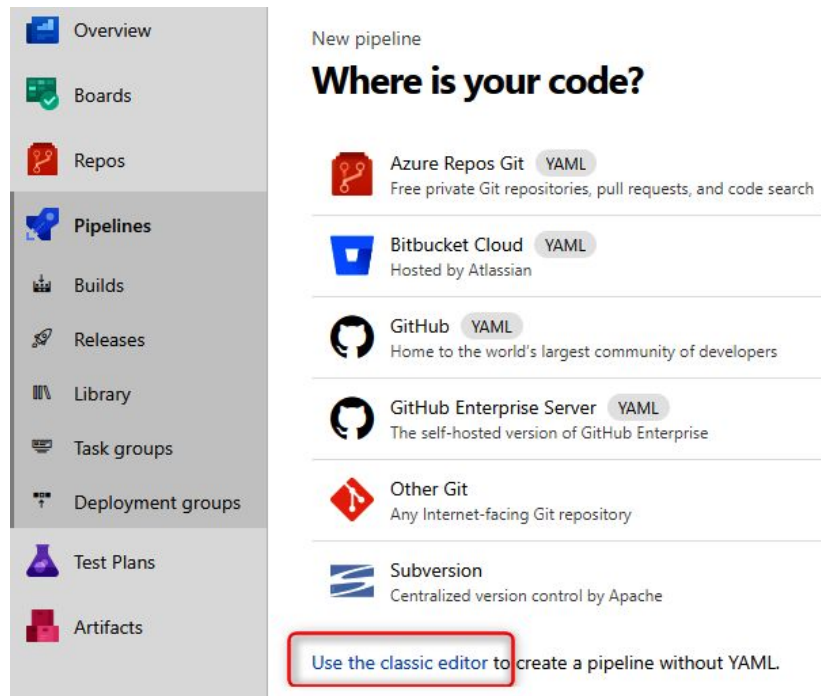 Overview
Boards
Repos
Pipelines
Builds
Releases
Library
Task groups
Deployment groups
Test Plans
Artifacts
New pipeline
Where is your code?
Azure Repos Git YAML
Free private Git repositories, pull requests, and code search
Bitbucket Cloud YAML
Hosted by Atlassian
GitHub YAML
Home to the world's largest community of developers
GitHub Enterprise Server YAML
The self-hosted version of GitHub Enterprise
Other Git
Any Internet-facing Git repository
Subversion
Centralized version control by Apache
Use the classic editor to create a pipeline without YAML.